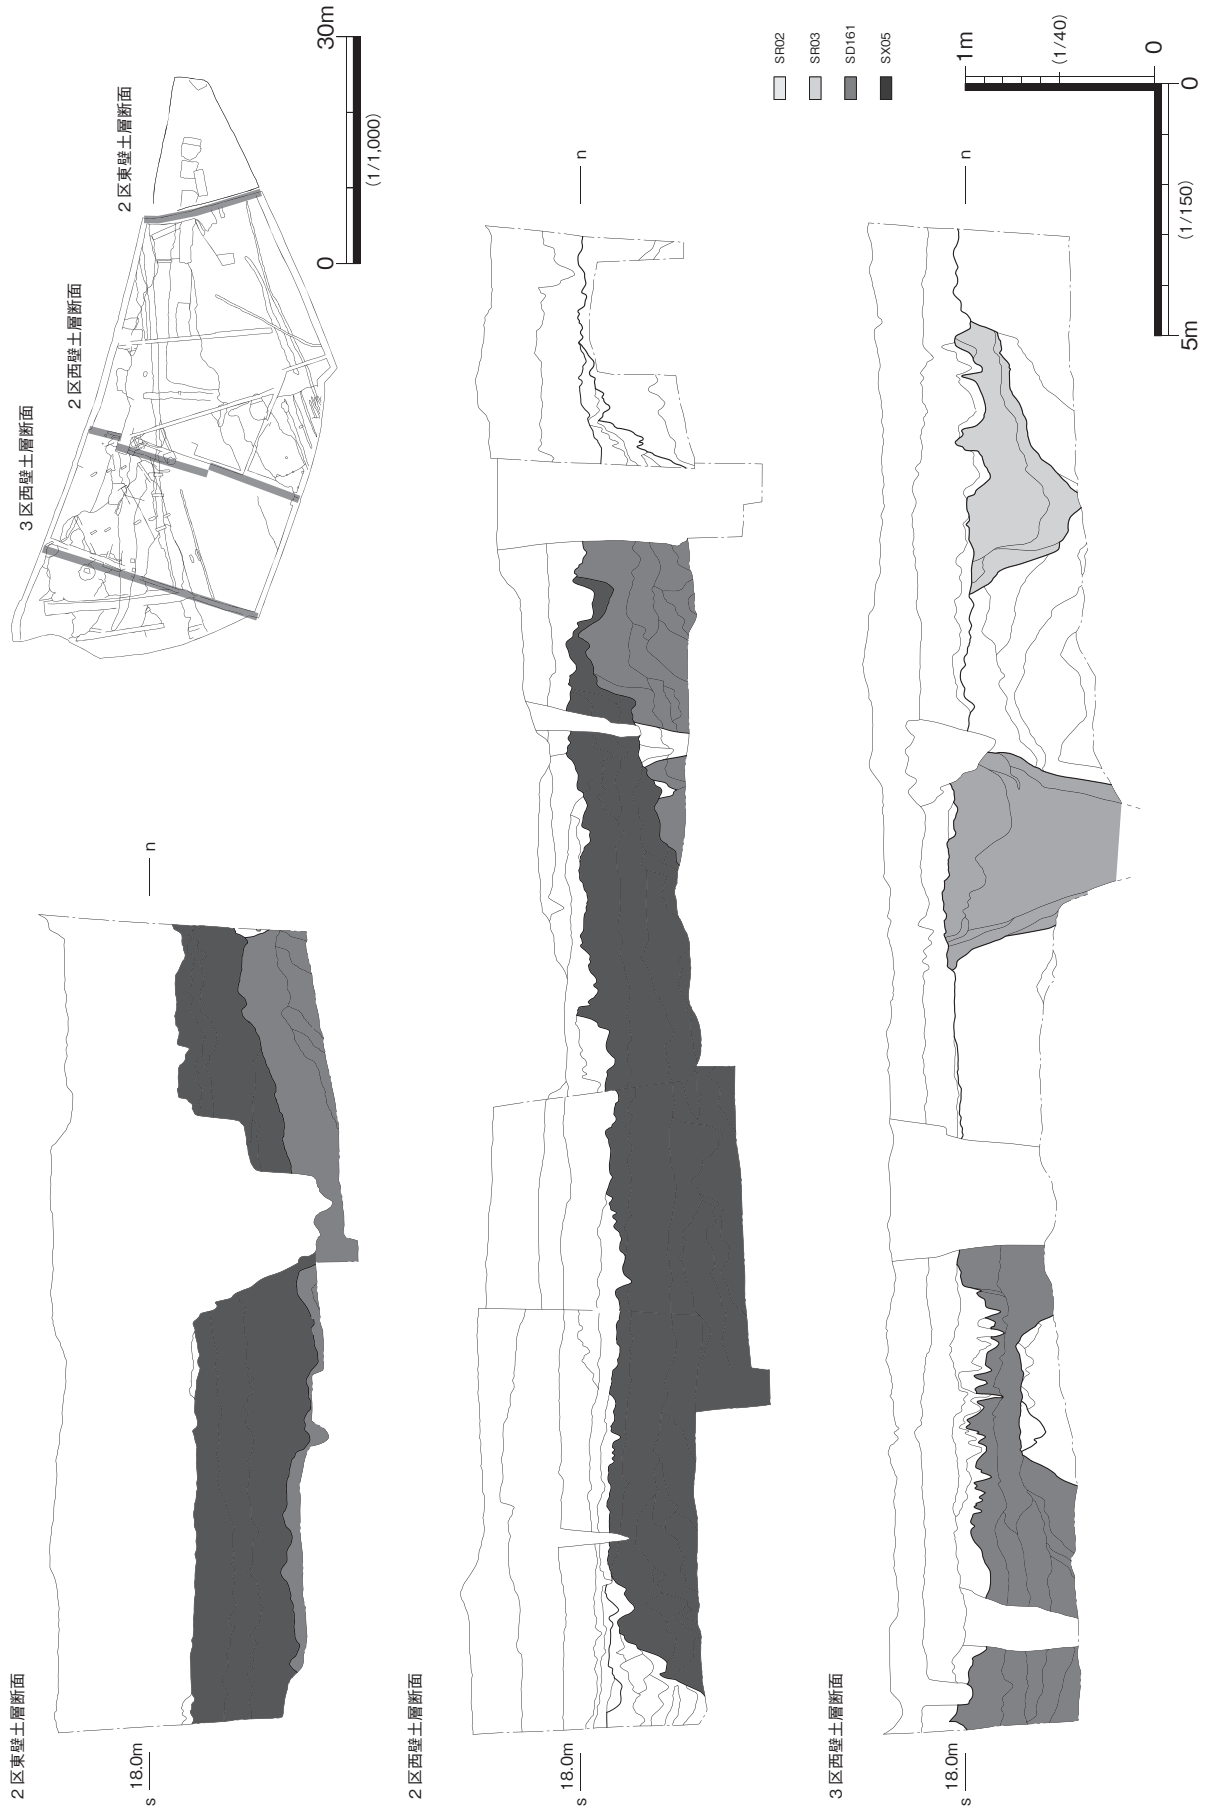 3区西壁土層断面
2区西壁土層断面
2区東壁土層断面
0
30m
(1/1,000)
2区東壁土層断面
s
18.0m
n
2区西壁土層断面
s
18.0m
n
3区西壁土層断面
s
18.0m
n
SR02
SR03
SD161
SX05
1m
(1/40)
0
0
(1/150)
5m